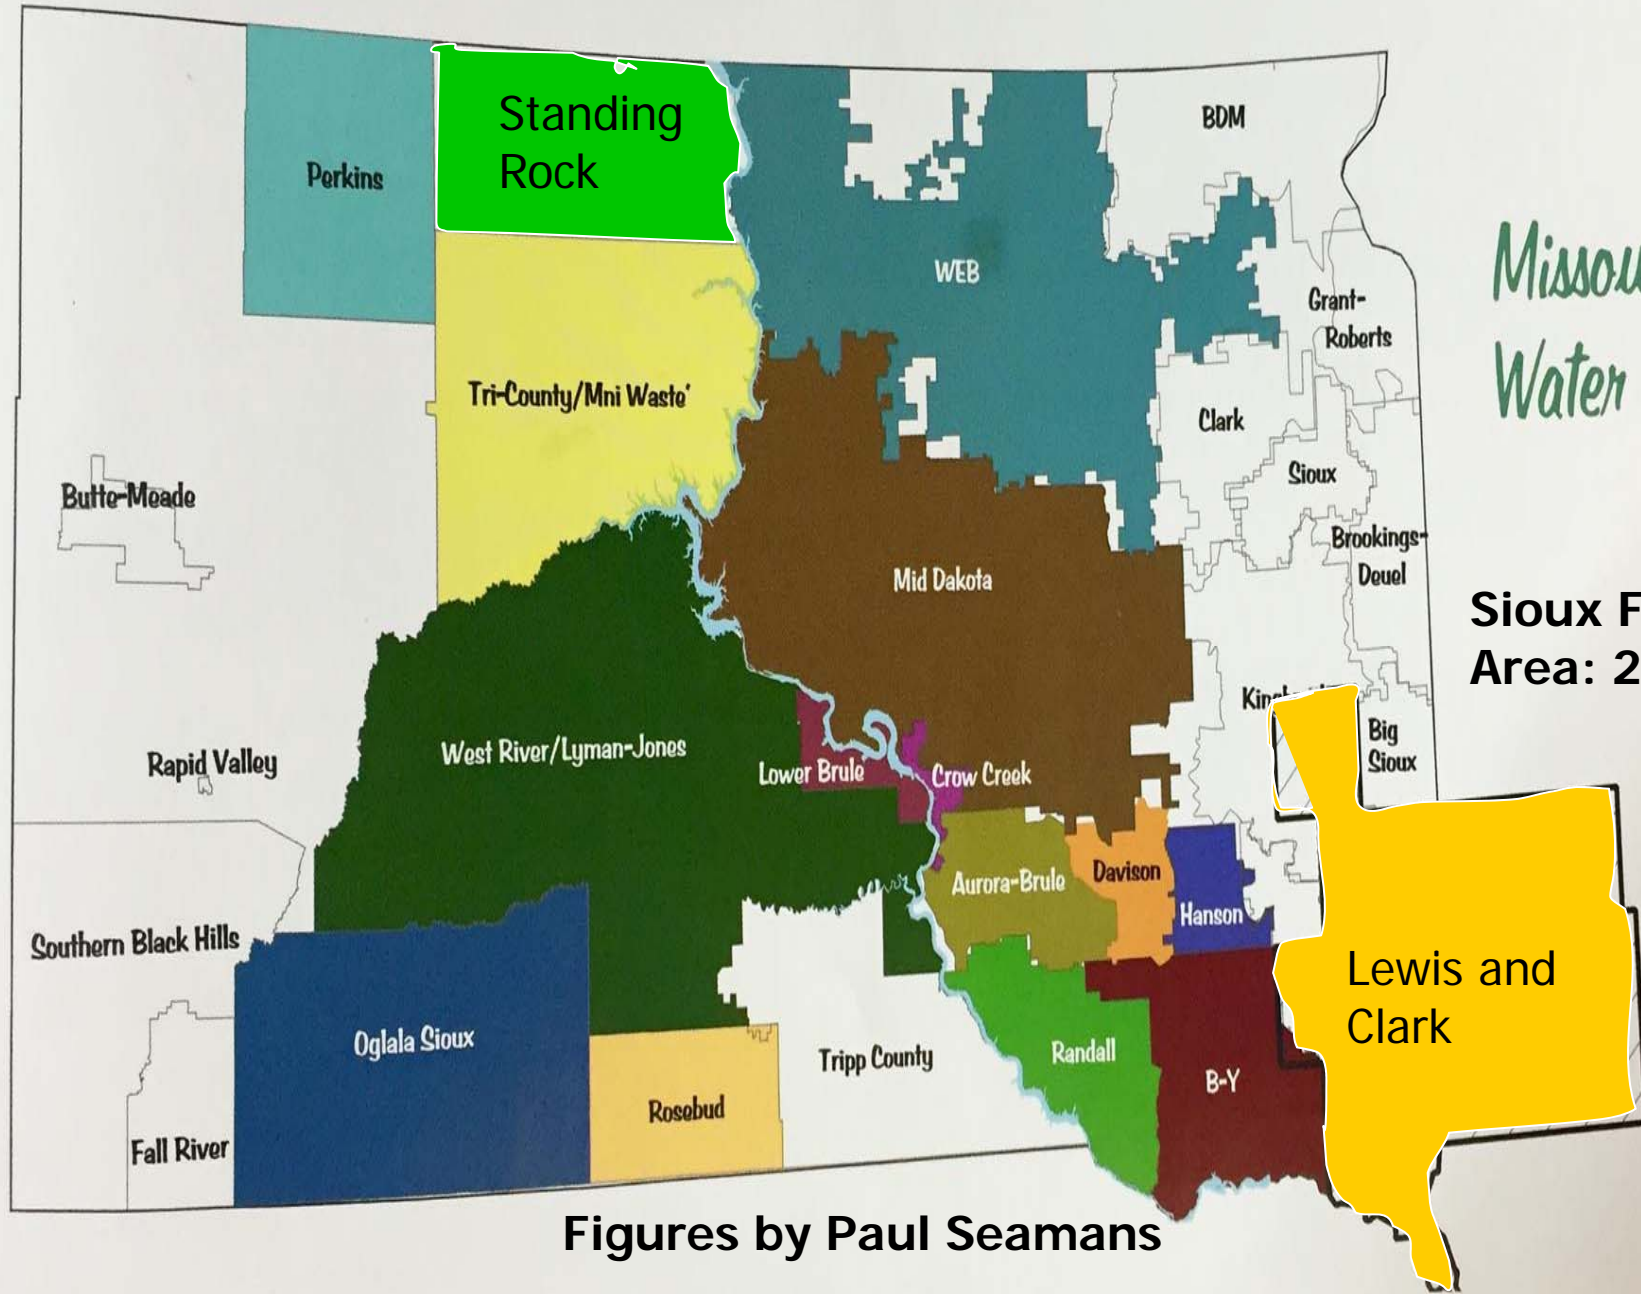 Standing
Rock
BDM
Perkins
WEB
Missou
Grant-
Roberts
Water
Tri-County/Mni Waste'
Clark
Sioux
Butte-Meade
Brookings-
Deuel
Mid Dakota
Sioux F
Area: 2
Big
Sioux
West River/Lyman-Jones
Rapid Valley
Lower Brule
Crow Creek
Aurora-Brule
Davison
Hanson
Southern Black Hills
Lewis and
Clark
Oglala Sioux
Randall
Tripp County
B-Y
Rosebud
Fall River
Figures by Paul Seamans